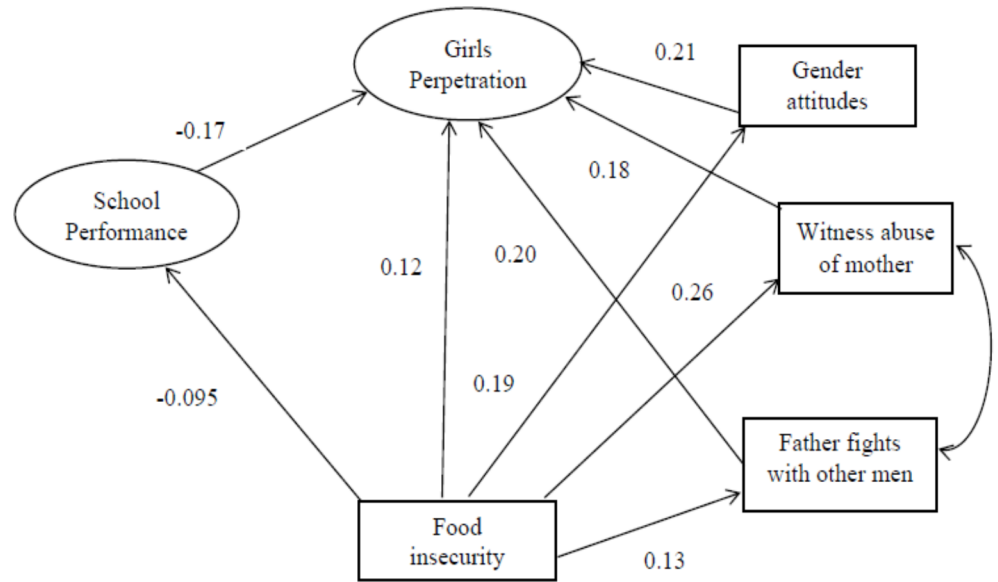 Girls
Perpetration
0.21
Gender
attitudes
-0.17
0.18
School
Performance
Witness abuse
of mother
0.12
0.20
0.26
0.19
-0.095
Father fights
with other men
Food
insecurity
0.13